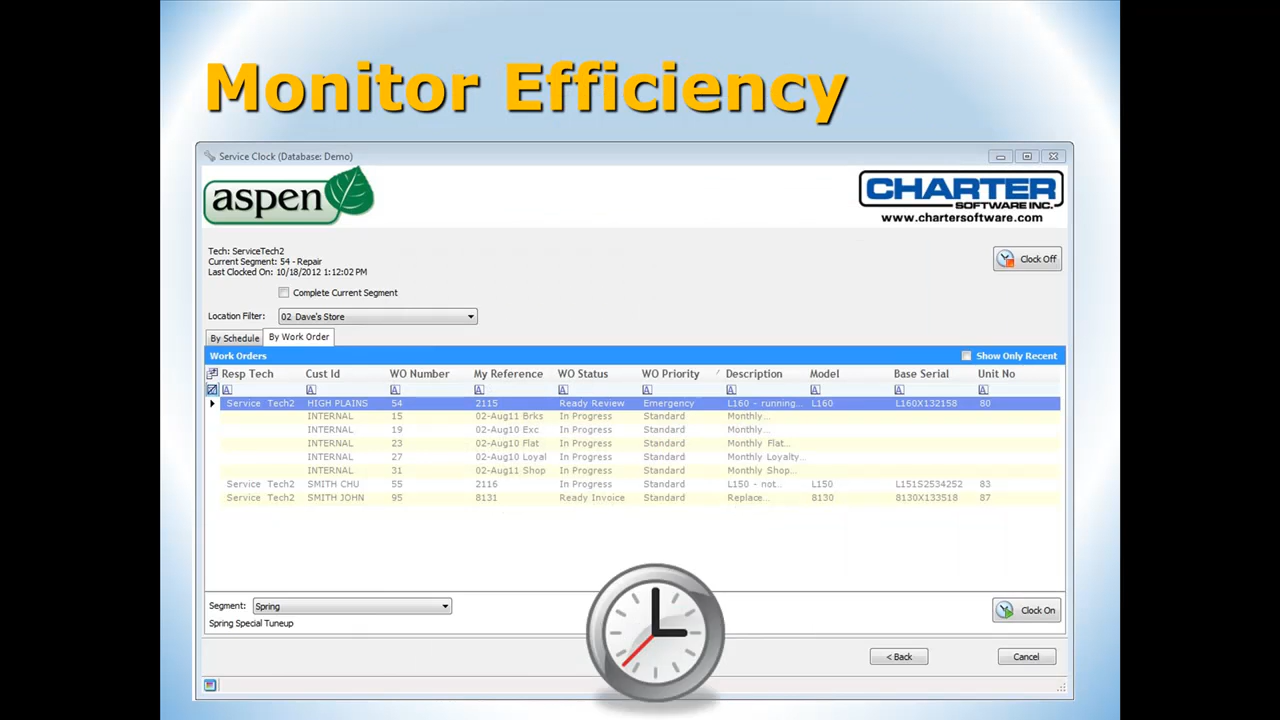 Monitor Efficiency
Service Clock (Database: Demo)
aspen
CHARTER
SOFTWARE INC.
www.chartersoftware.com
Tech: ServiceTech2
Current Segment: 54 - Repair
Last Clocked On: 10/18/2012 1:12:02 PM
Clock Off
Complete Current Segment
Location Filter: 02 Dave's Store
By Schedule By Work Order
Work Orders Show Only Recent
Resp Tech Cust Id WO Number My Reference WO Status WO Priority Description Model Base Serial Unit No
Service Tech2 HIGH PLAINS 54 2115 Ready Review Emergency L160 - running... L160 L160X132158 80
INTERNAL 15 02-Aug11 Brks In Progress Standard Monthly...
INTERNAL 19 02-Aug10 Exc In Progress Standard Monthly...
INTERNAL 23 02-Aug10 Flat In Progress Standard Monthly Flat...
INTERNAL 27 02-Aug10 Loyal In Progress Standard Monthly Loyalty...
INTERNAL 31 02-Aug11 Shop In Progress Standard Monthly Shop...
Service Tech2 SMITH CHU 55 2116 In Progress Standard L150 - not... L150 L151S2534252 83
Service Tech2 SMITH JOHN 95 8131 Ready Invoice Standard Replace... 8130 8130X133518 87
Segment: Spring
Spring Special Tuneup
Clock On
< Back Cancel